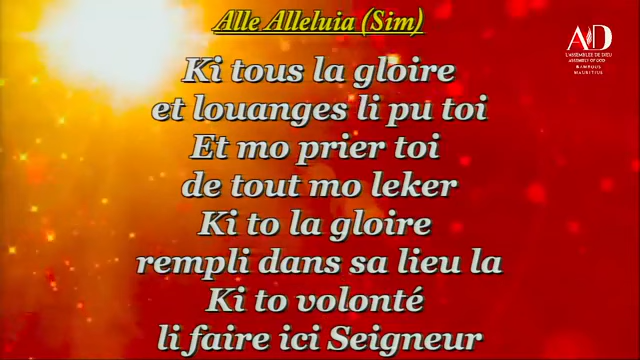 Alle Alleluia (Sim)
AD
L'ASSEMBLEE DE DIEU
ASSEMBLY OF GOD
BAMBOUS
MAURITIUS
Ki tous la gloire
et louanges li pu toi
Et mo prier toi
de tout mo leker
Ki to la gloire
rempli dans sa lieu la
Ki to volonté
li faire ici Seigneur